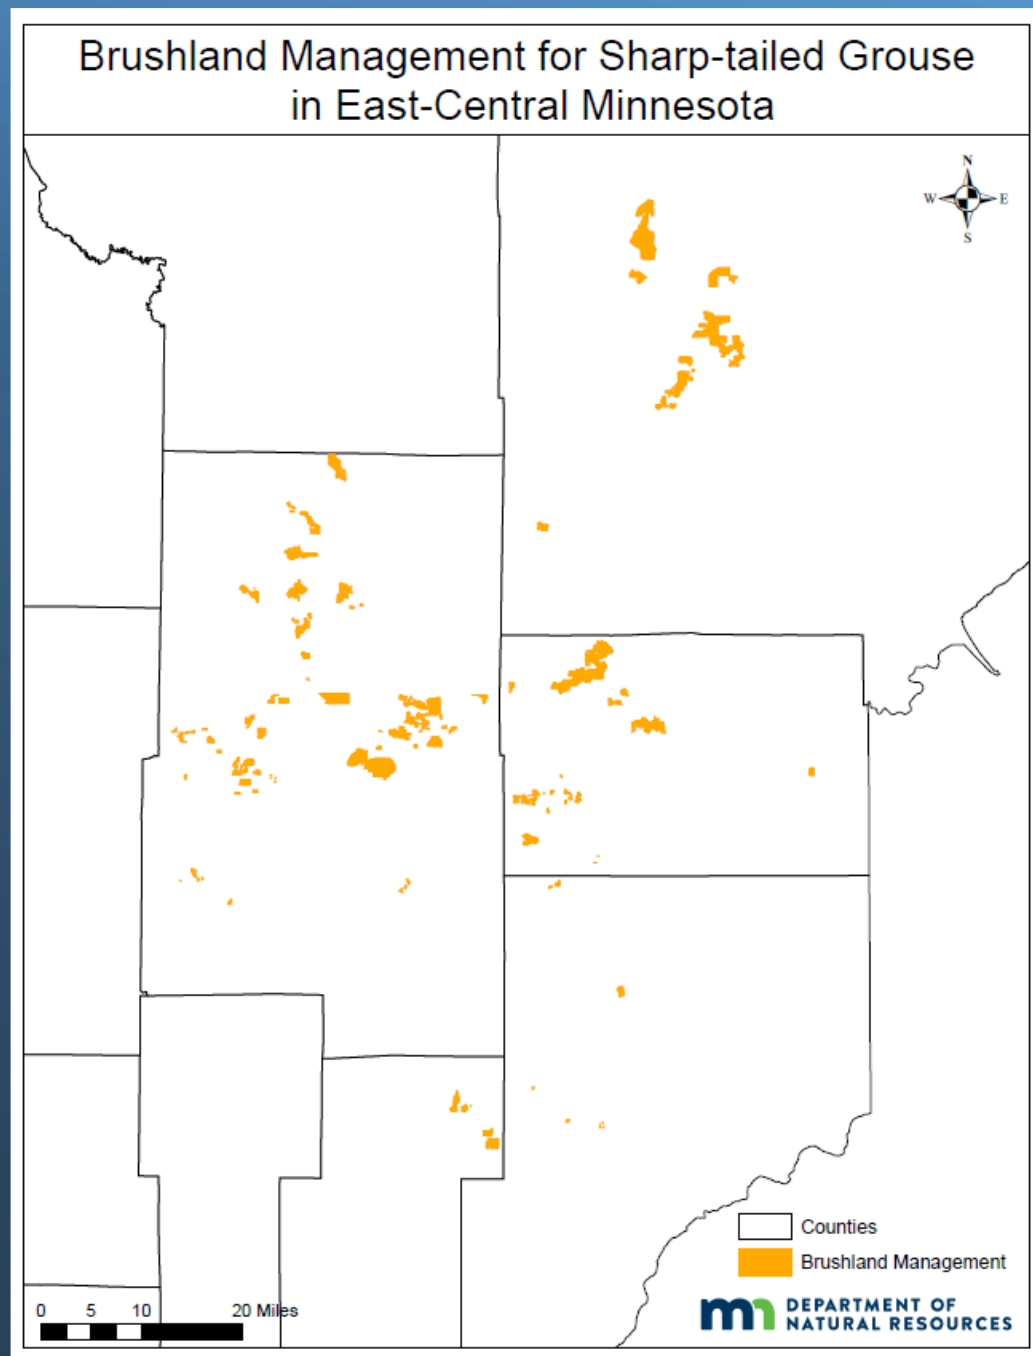 Brushland Management for Sharp-tailed Grouse
in East-Central Minnesota
N
W E
S
Counties
Brushland Management
0 5 10 20 Miles
mn DEPARTMENT OF
NATURAL RESOURCES